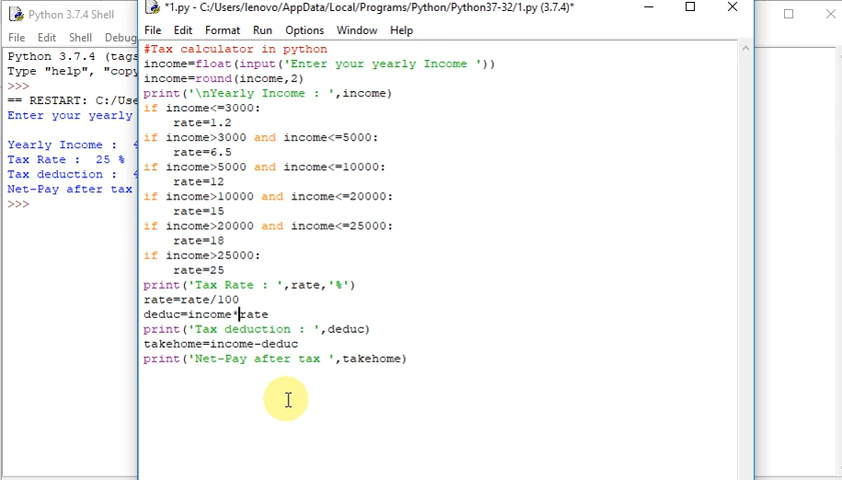 Python 3.7.4 Shell
File Edit Shell Debu
Python 3.7.4 (tags
Type "help", "copy
>>>
== RESTART: C:/Use
Enter your yearly
Yearly Income :
Tax Rate :  25 %
Tax deduction :
Net-Pay after tax
>>>
*1.py - C:/Users/lenovo/AppData/Local/Programs/Python/Python37-32/1.py (3.7.4)*
File Edit Format Run Options Window Help
#Tax calculator in python
income=float(input('Enter your yearly Income '))
income=round(income,2)
print('\nYearly Income : ',income)
if income<=3000:
    rate=1.2
if income>3000 and income<=5000:
    rate=6.5
if income>5000 and income<=10000:
    rate=12
if income>10000 and income<=20000:
    rate=15
if income>20000 and income<=25000:
    rate=18
if income>25000:
    rate=25
print('Tax Rate : ',rate,'%')
rate=rate/100
deduc=income*rate
print('Tax deduction : ',deduc)
takehome=income-deduc
print('Net-Pay after tax ',takehome)